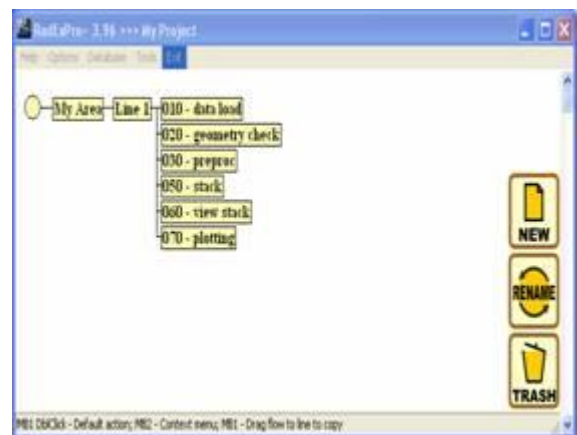 RadExPro+ 3.96 >>> My Project
Help Options Database Tools Exit
My Area Line 1 010 - data load
020 - geometry check
030 - preproc
050 - stack
060 - view stack
070 - plotting
NEW
RENAME
TRASH
MB1 DblClick - Default action; MB2 - Context menu; MB1 - Drag flow to line to copy